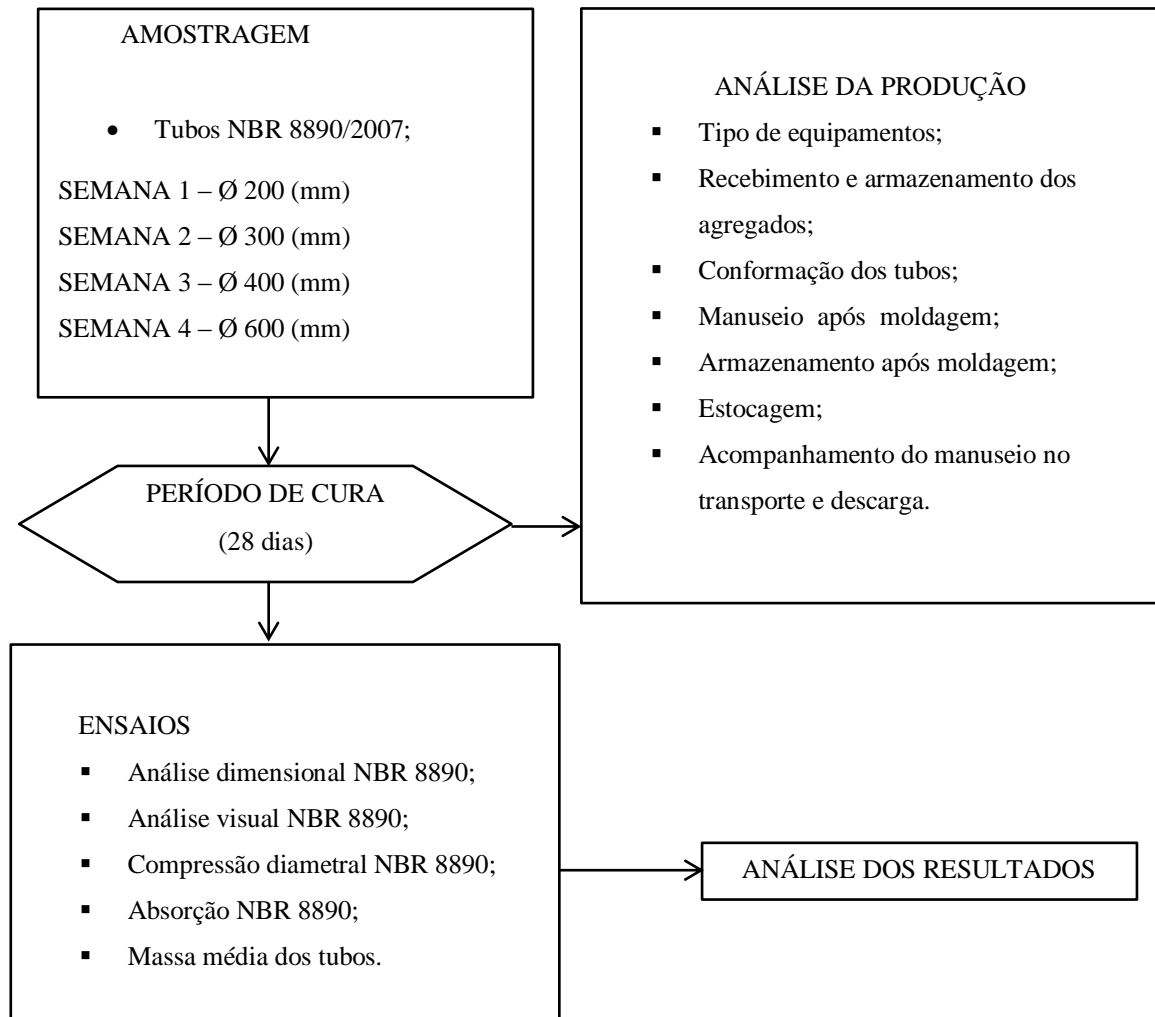 AMOSTRAGEM
• Tubos NBR 8890/2007;
SEMANA 1 – Ø 200 (mm)
SEMANA 2 – Ø 300 (mm)
SEMANA 3 – Ø 400 (mm)
SEMANA 4 – Ø 600 (mm)
ANÁLISE DA PRODUÇÃO
▪ Tipo de equipamentos;
▪ Recebimento e armazenamento dos
agregados;
▪ Conformação dos tubos;
▪ Manuseio após moldagem;
▪ Armazenamento após moldagem;
▪ Estocagem;
▪ Acompanhamento do manuseio no
transporte e descarga.
PERÍODO DE CURA
(28 dias)
ENSAIOS
▪ Análise dimensional NBR 8890;
▪ Análise visual NBR 8890;
▪ Compressão diametral NBR 8890;
▪ Absorção NBR 8890;
▪ Massa média dos tubos.
ANÁLISE DOS RESULTADOS